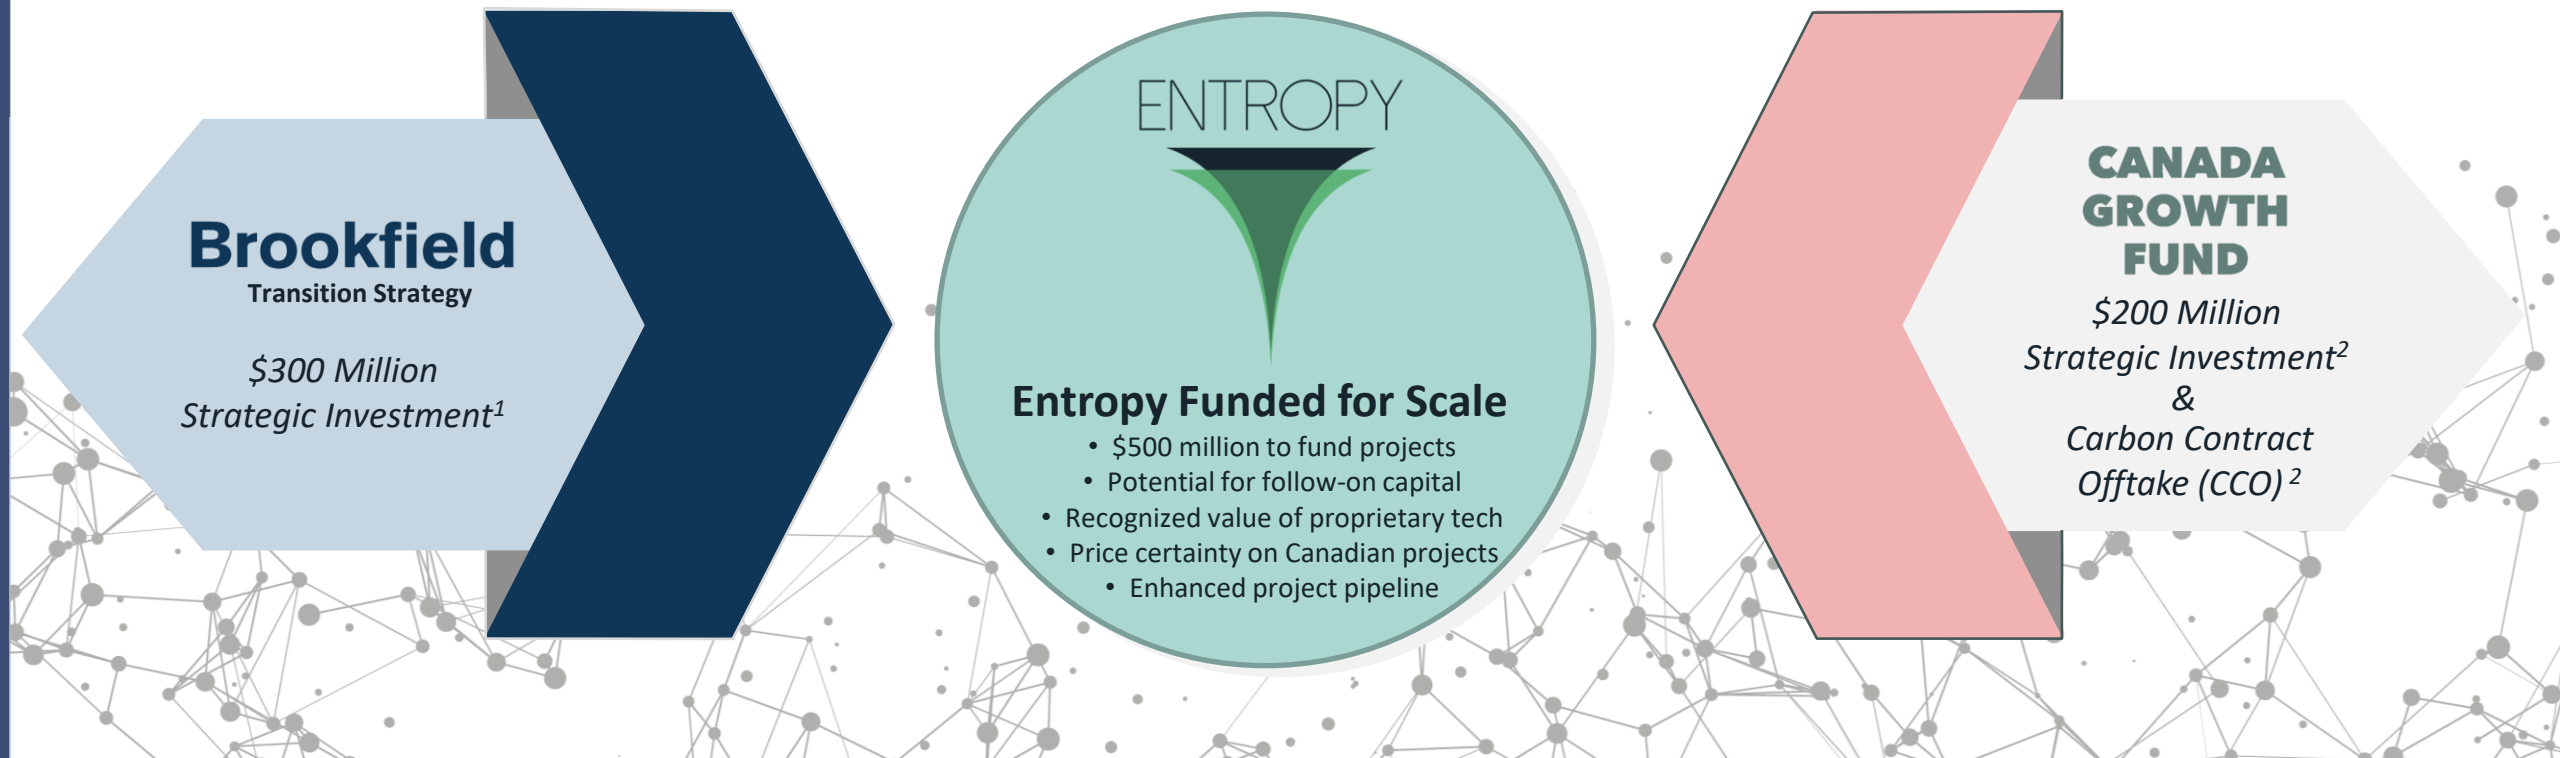 Brookfield
Transition Strategy
$300 Million
Strategic Investment1
ENTROPY
Entropy Funded for Scale
• $500 million to fund projects
• Potential for follow-on capital
• Recognized value of proprietary tech
• Price certainty on Canadian projects
• Enhanced project pipeline
CANADA
GROWTH
FUND
$200 Million
Strategic Investment2
&
Carbon Contract
Offtake (CCO) 2